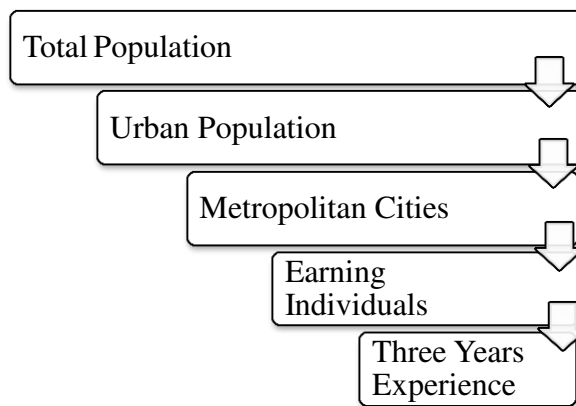 Total Population
Urban Population
Metropolitan Cities
Earning
Individuals
Three Years
Experience